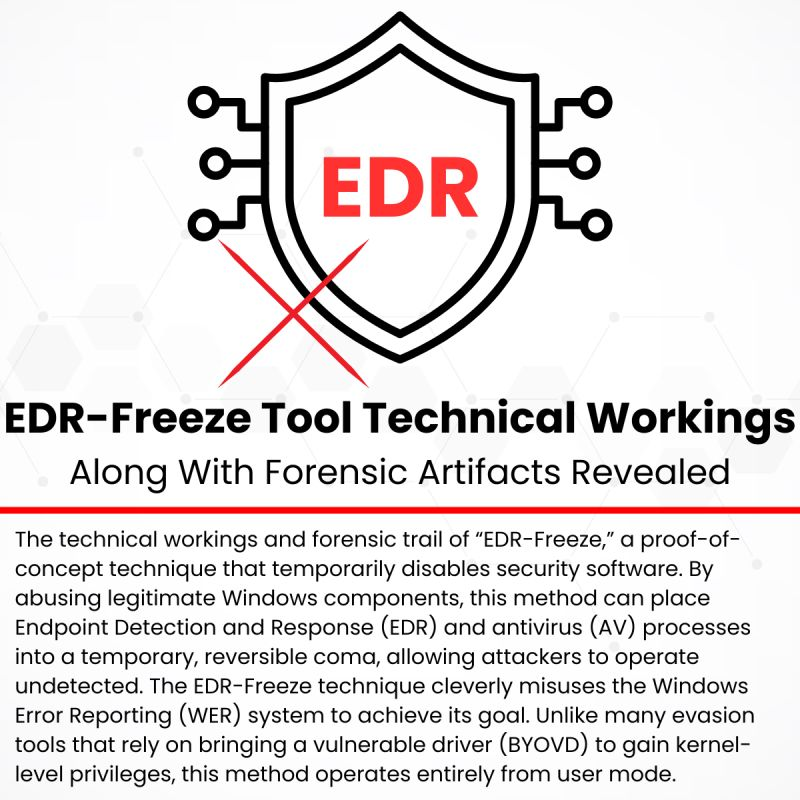 EDR
EDR-Freeze Tool Technical Workings
Along With Forensic Artifacts Revealed
The technical workings and forensic trail of “EDR-Freeze,” a proof-of-
concept technique that temporarily disables security software. By
abusing legitimate Windows components, this method can place
Endpoint Detection and Response (EDR) and antivirus (AV) processes
into a temporary, reversible coma, allowing attackers to operate
undetected. The EDR-Freeze technique cleverly misuses the Windows
Error Reporting (WER) system to achieve its goal. Unlike many evasion
tools that rely on bringing a vulnerable driver (BYOVD) to gain kernel-
level privileges, this method operates entirely from user mode.